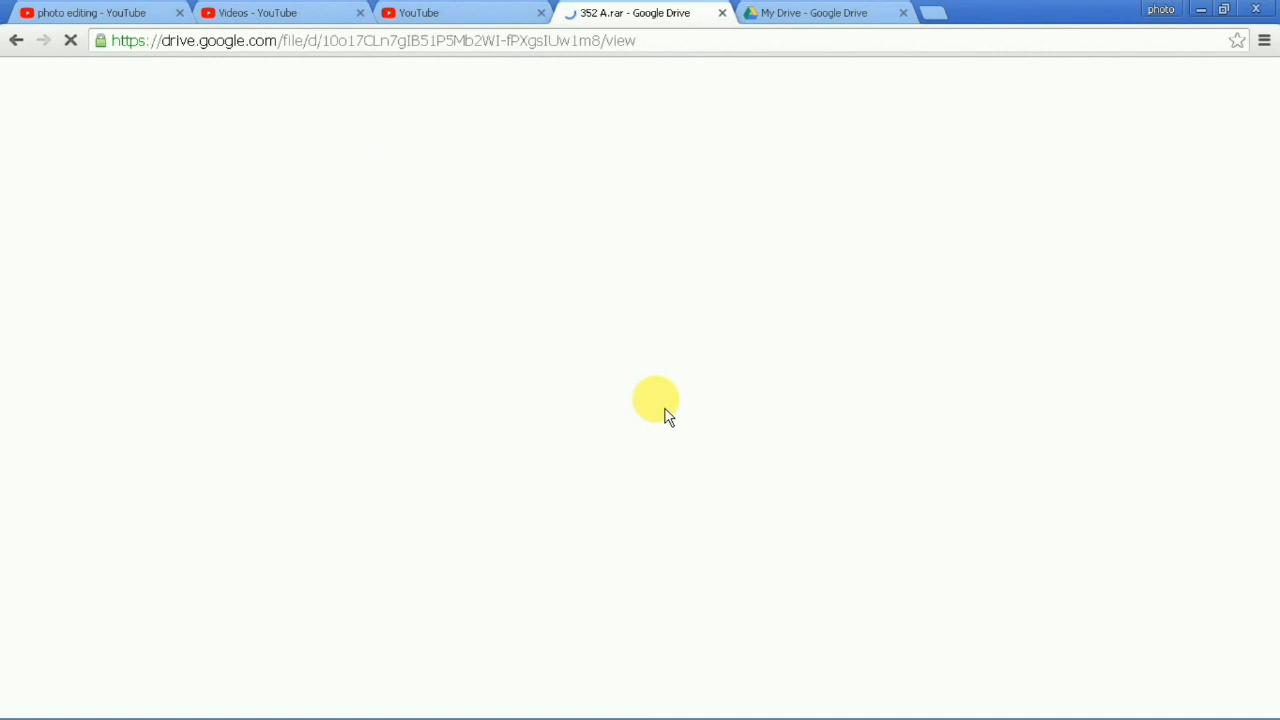 photo editing - YouTube
Videos - YouTube
YouTube
352 A.rar - Google Drive
My Drive - Google Drive
photo
https://drive.google.com/file/d/10o17CLn7gIB51P5Mb2WI-fPXgsIUw1m8/view